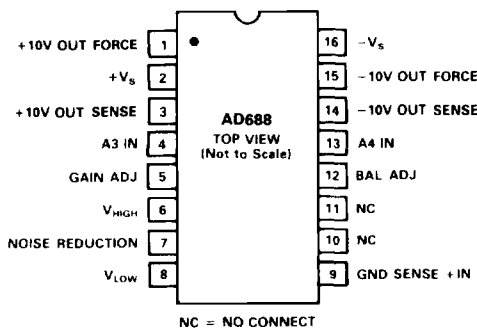 +10V OUT FORCE 1
+Vs 2
+10V OUT SENSE 3
A3 IN 4
GAIN ADJ 5
VHIGH 6
NOISE REDUCTION 7
VLOW 8
AD688
TOP VIEW
(Not to Scale)
16 -Vs
15 -10V OUT FORCE
14 -10V OUT SENSE
13 A4 IN
12 BAL ADJ
11 NC
10 NC
9 GND SENSE +IN
NC = NO CONNECT